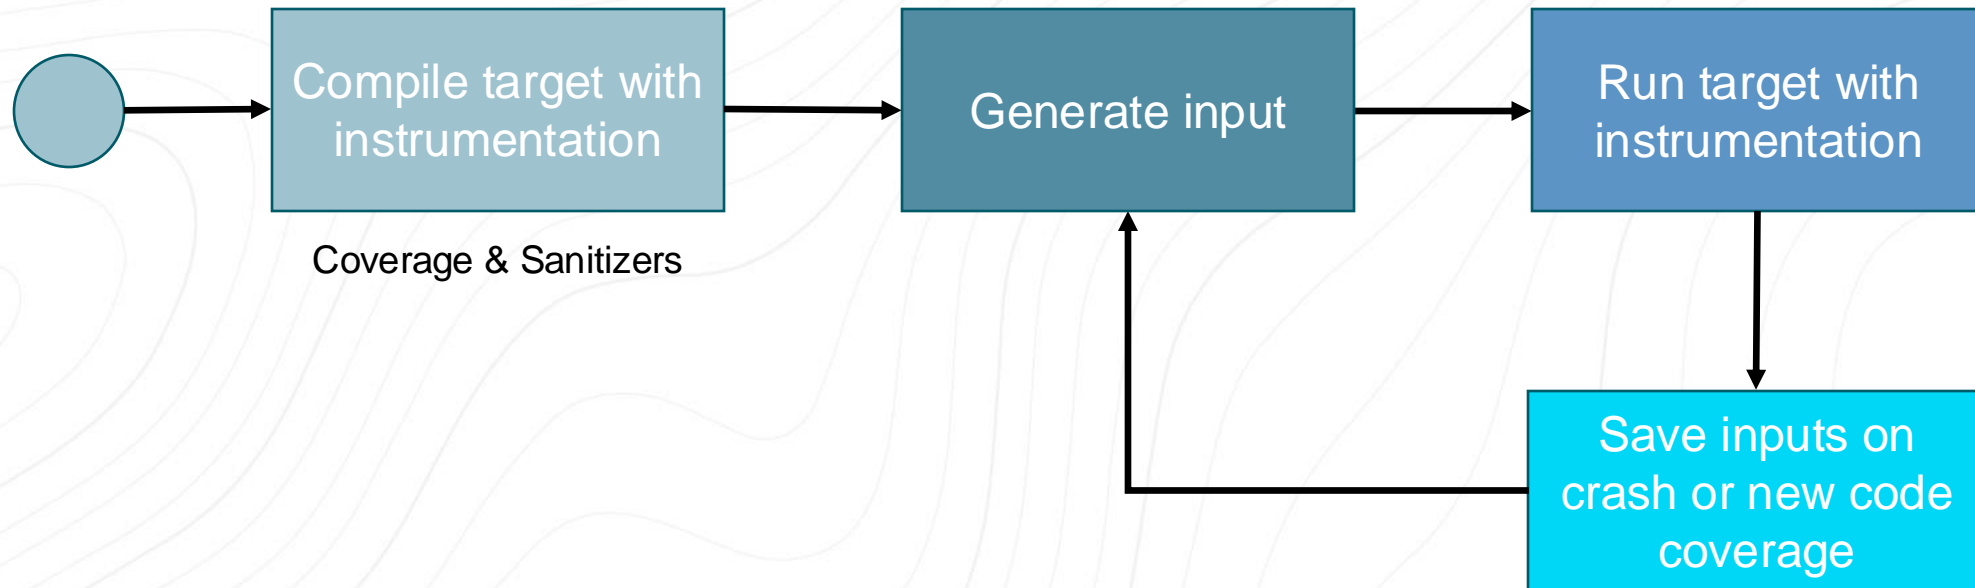 Compile target with
instrumentation
Coverage & Sanitizers
Generate input
Run target with
instrumentation
Save inputs on
crash or new code
coverage